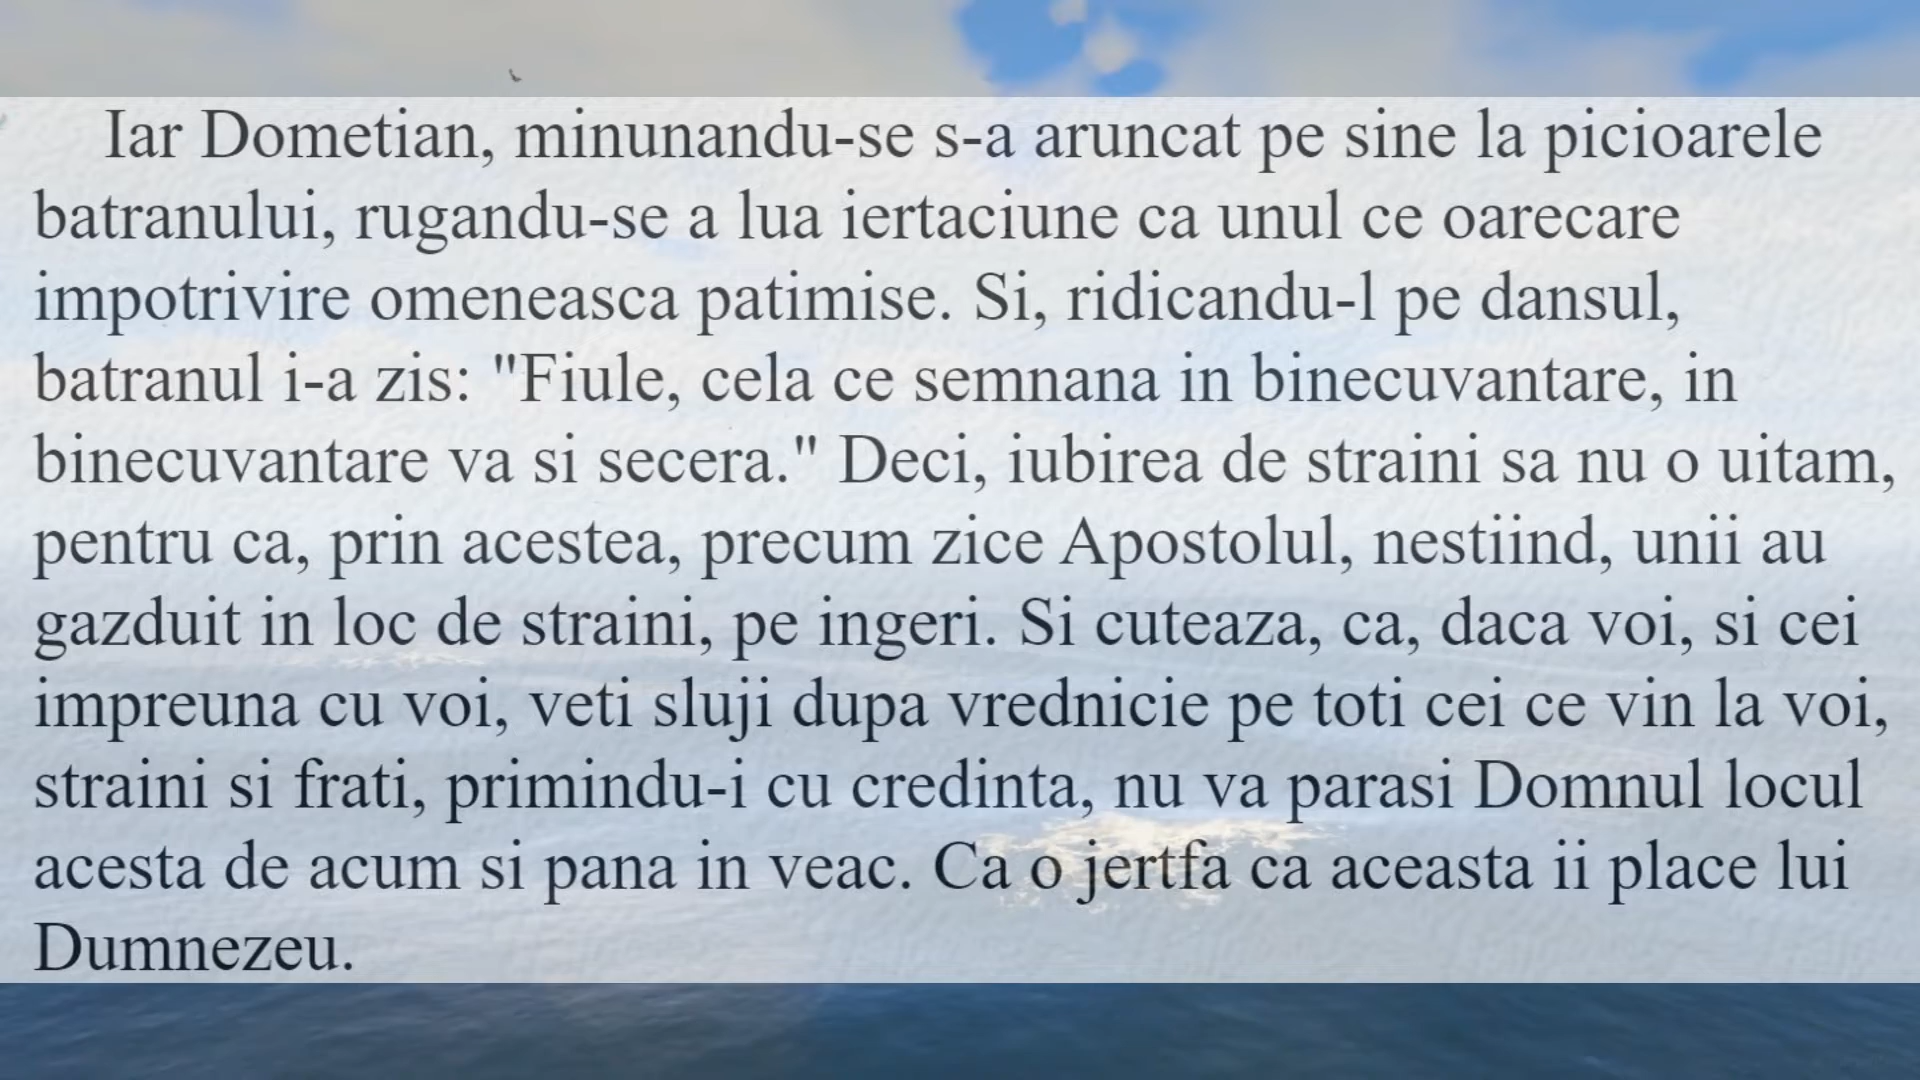 Iar Dometian, minunandu-se s-a aruncat pe sine la picioarele
batranului, rugandu-se a lua iertaciune ca unul ce oarecare
impotrivire omeneasca patimise. Si, ridicandu-l pe dansul,
batranul i-a zis: "Fiule, cela ce semnana in binecuvantare, in
binecuvantare va si secera." Deci, iubirea de straini sa nu o uitam,
pentru ca, prin acestea, precum zice Apostolul, nestiind, unii au
gazduit in loc de straini, pe ingeri. Si cuteaza, ca, daca voi, si cei
impreuna cu voi, veti sluji dupa vrednicie pe toti cei ce vin la voi,
straini si frati, primindu-i cu credinta, nu va parasi Domnul locul
acesta de acum si pana in veac. Ca o jertfa ca aceasta ii place lui
Dumnezeu.